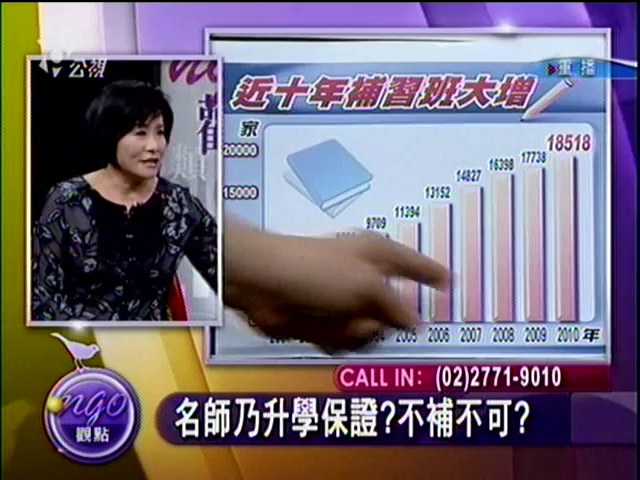 公視
重播
近十年補習班大增
家
20000
15000
18518
17738
16398
14827
13152
11394
9709
2005 2006 2007 2008 2009 2010 年
CALL IN: (02)2771-9010
ngo
觀點
名師乃升學保證?不補不可?